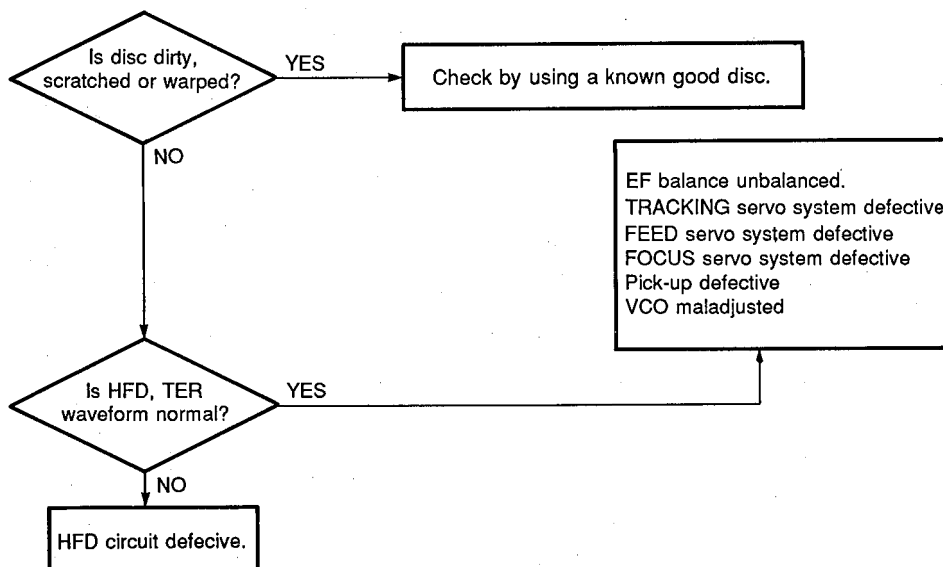 Is disc dirty,
scratched or warped?
YES
Check by using a known good disc.
NO
EF balance unbalanced.
TRACKING servo system defective
FEED servo system defective
FOCUS servo system defective
Pick-up defective
VCO maladjusted
Is HFD, TER
waveform normal?
YES
NO
HFD circuit defecive.